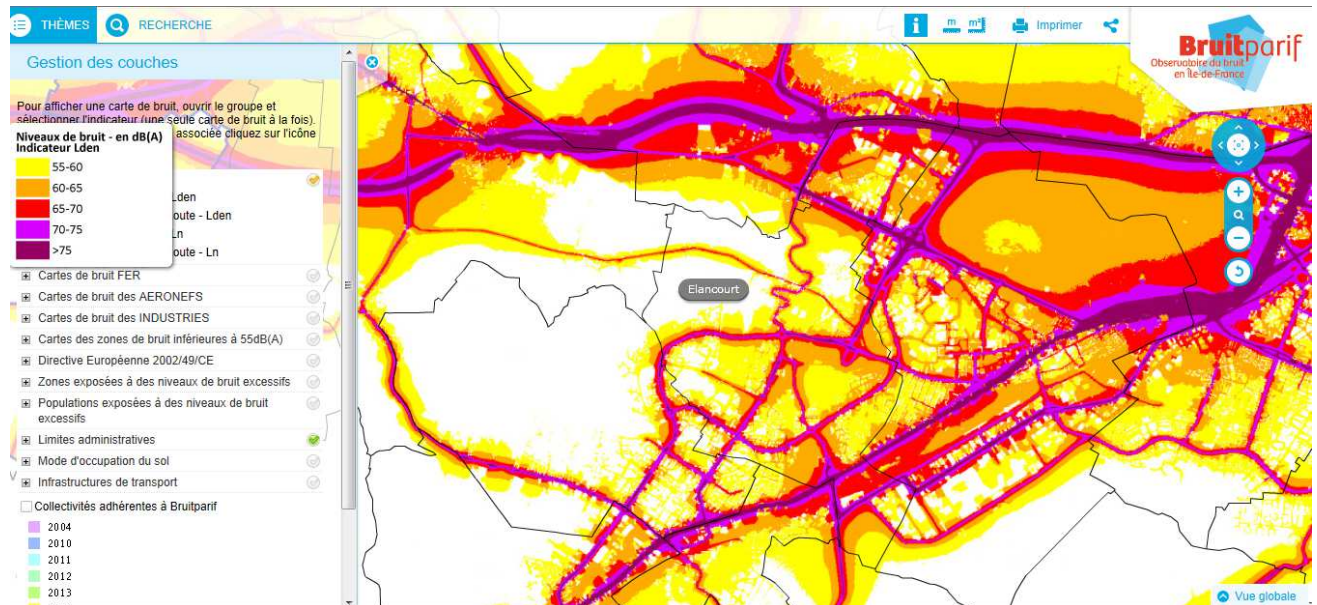 THÈMES
RECHERCHE
m
m²
Imprimer
Bruitparif
Observatoire du bruit
en Île-de-France
Gestion des couches
Pour afficher une carte de bruit, ouvrir le groupe et
sélectionner l'indicateur (une seule carte de bruit à la fois).
associée cliquez sur l'icône
Niveaux de bruit - en dB(A)
Indicateur Lden
55-60
60-65
65-70
70-75
>75
Lden
oute - Lden
Ln
oute - Ln
Cartes de bruit FER
Cartes de bruit des AERONEFS
Cartes de bruit des INDUSTRIES
Cartes des zones de bruit inférieures à 55dB(A)
Directive Européenne 2002/49/CE
Zones exposées à des niveaux de bruit excessifs
Populations exposées à des niveaux de bruit
excessifs
Limites administratives
Mode d'occupation du sol
Infrastructures de transport
Collectivités adhérentes à Bruitparif
2004
2010
2011
2012
2013
Elancourt
Vue globale